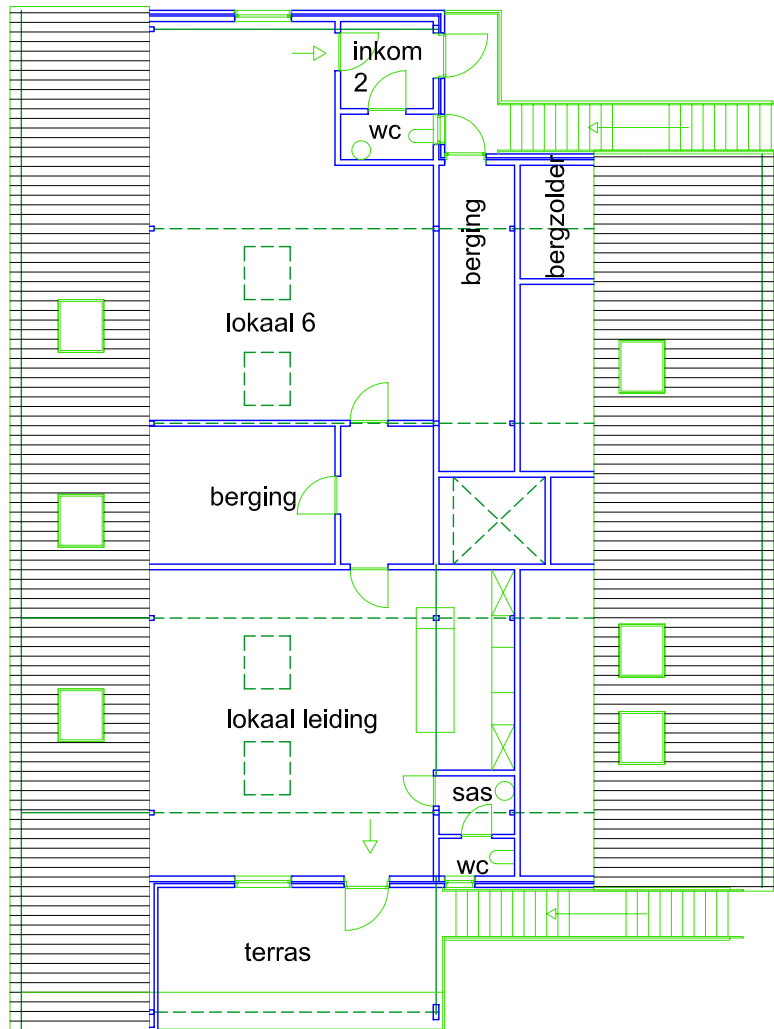 inkom
2
wc
berging
bergzolder
lokaal 6
berging
lokaal leiding
sas
wc
terras